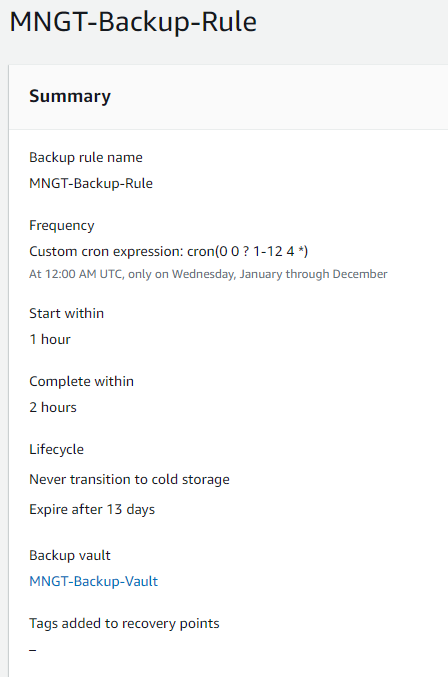 MNGT-Backup-Rule
Summary
Backup rule name
MNGT-Backup-Rule
Frequency
Custom cron expression: cron(0 0 ? 1-12 4 *)
At 12:00 AM UTC, only on Wednesday, January through December
Start within
1 hour
Complete within
2 hours
Lifecycle
Never transition to cold storage
Expire after 13 days
Backup vault
MNGT-Backup-Vault
Tags added to recovery points
–